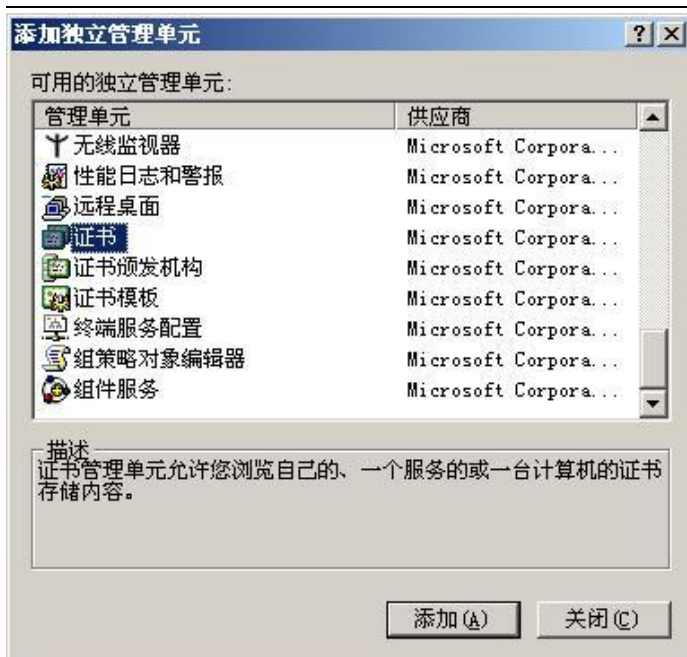 添加独立管理单元
可用的独立管理单元:
管理单元 供应商
无线监视器 Microsoft Corpora...
性能日志和警报 Microsoft Corpora...
远程桌面 Microsoft Corpora...
证书 Microsoft Corpora...
证书颁发机构 Microsoft Corpora...
证书模板 Microsoft Corpora...
终端服务配置 Microsoft Corpora...
组策略对象编辑器 Microsoft Corpora...
组件服务 Microsoft Corpora...
描述
证书管理单元允许您浏览自己的、一个服务的或一台计算机的证书
存储内容。
添加(A) 关闭(C)